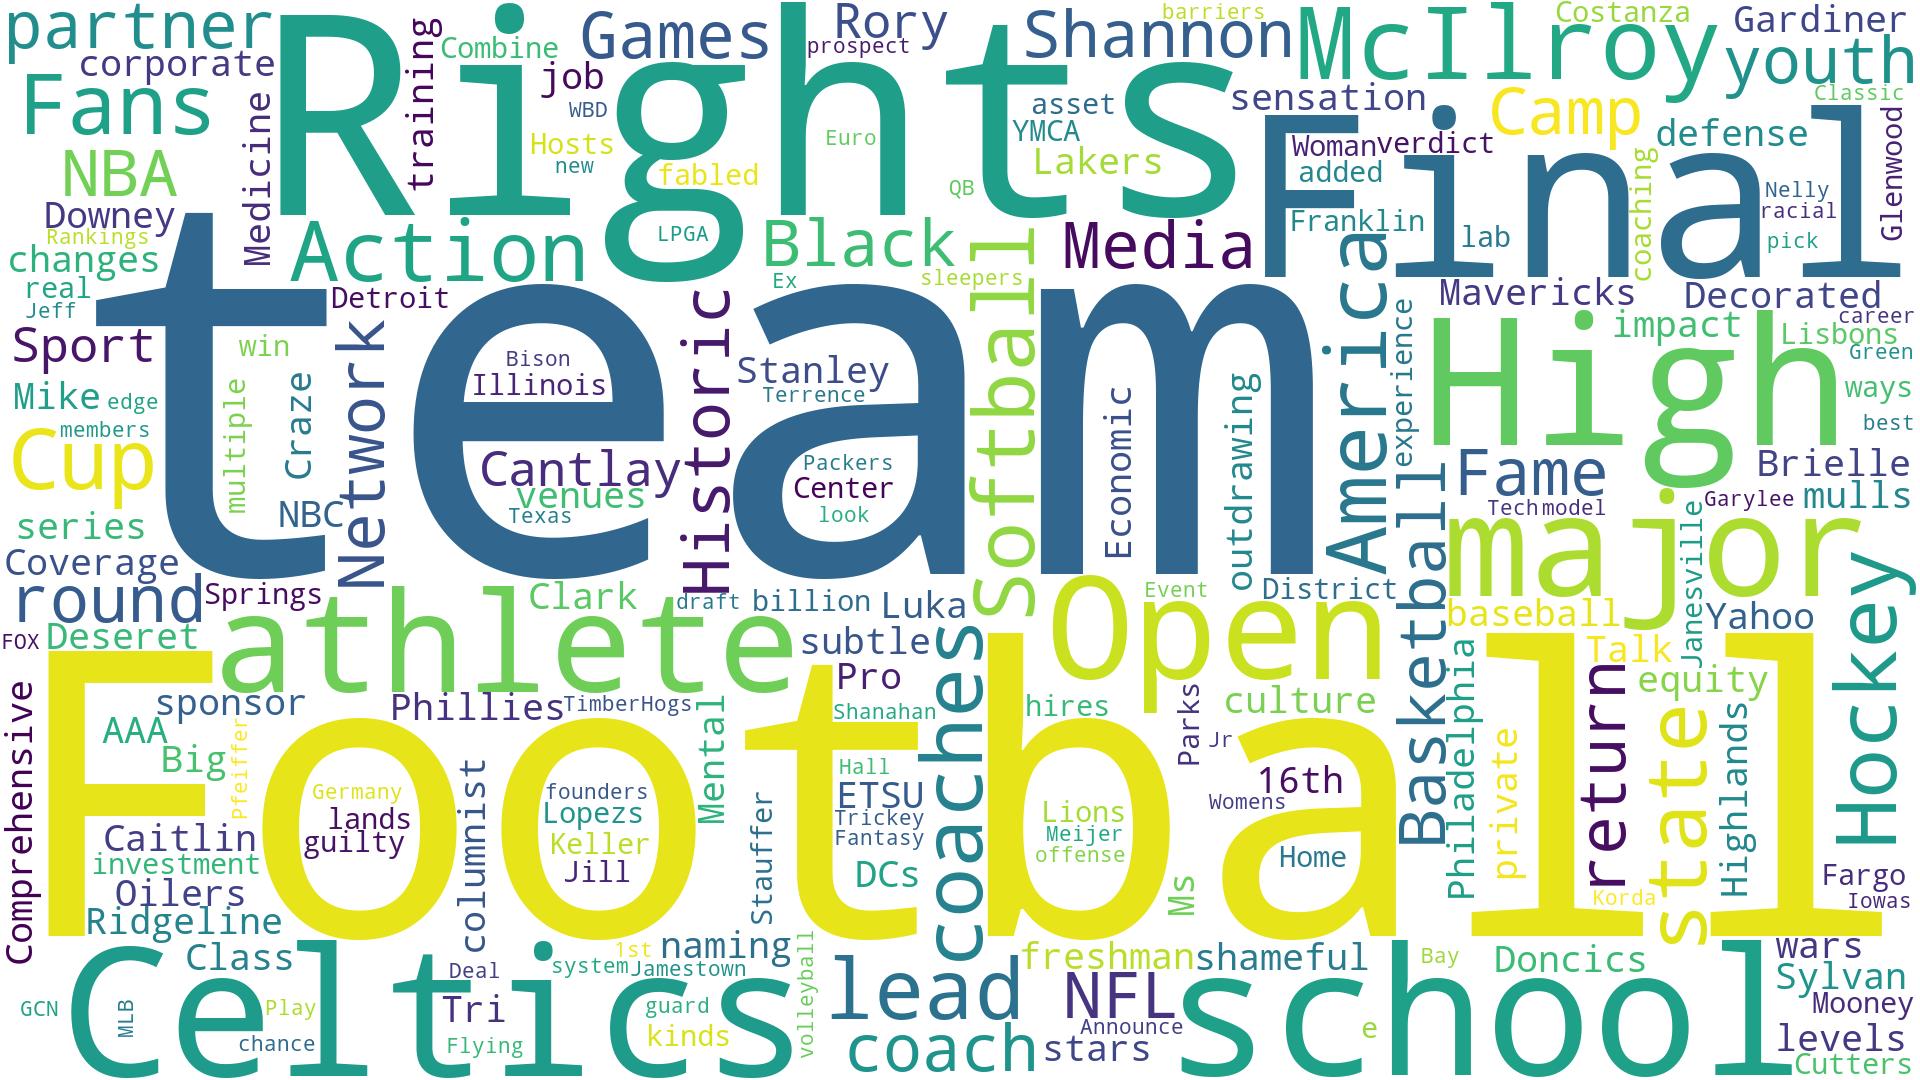 partner
corporate
Fans
NBA
Rights
training
Combine
Games
job
WBD
Hosts
new
fabled
Rory
prospect
Euro
Shannon
barriers
asset
YMCA
Lakers
QB
McIlroy
Costanza
Gardiner
youth
Classic
sensation
Camp
defense
Woman
verdict
added
Franklin
lab
Final
coaching
Nelly
racial
pick
Glenwood
Medicine
Downey
Rankings
changes
real
Jeff
Action
LPGA
Black
Ex
sleepers
Media
Softball
America
Mavericks
Decorated
career
impact
Lisbons
Green
High
ways
best
team
Detroit
Sport
win
Mike
edge
members
Cup
multiple
Craze
Network
NBC
series
Coverage
round
Springs
Bison
Illinois
Cantlay
venues
Texas
Historic
Stanley
Terrence
Packers
Center
look
Economic
outdrawing
experience
Fame
Brielle
Tech
model
Garylee
mulls
major
Janesville
Hockey
District
Event
Open
Basketball
baseball
Yahoo
Talk
equity
athlete
Clark
draft
billion
Luka
subtle
FOX
Deseret
Comprehensive
sponsor
AAA
Big
Pfeiffer
Phillies
TimberHogs
Mental
Pro
Shanahan
coaches
hires
Parks
culture
Jr
Philadelphia
private
return
state
Highlands
Football
Germany
lands
guilty
founders
Lopezs
Keller
Jill
columnist
Stauffer
Hall
ETSU
Trickey
Fantasy
DCs
Lions
Meijer
offense
Ms
Womens
16th
Home
Korda
Fargo
Iowas
Caitlin
investment
Oilers
Ridgeline
Class
Celtics
GCN
MLB
Play
chance
Deal
Tri
Flying
system
1st
naming
Jamestown
guard
kinds
volleyball
lead
coach
freshman
NFL
Announce
stars
shameful
school
e
Bay
Doncics
wars
Sylvan
Mooney
levels
Cutters